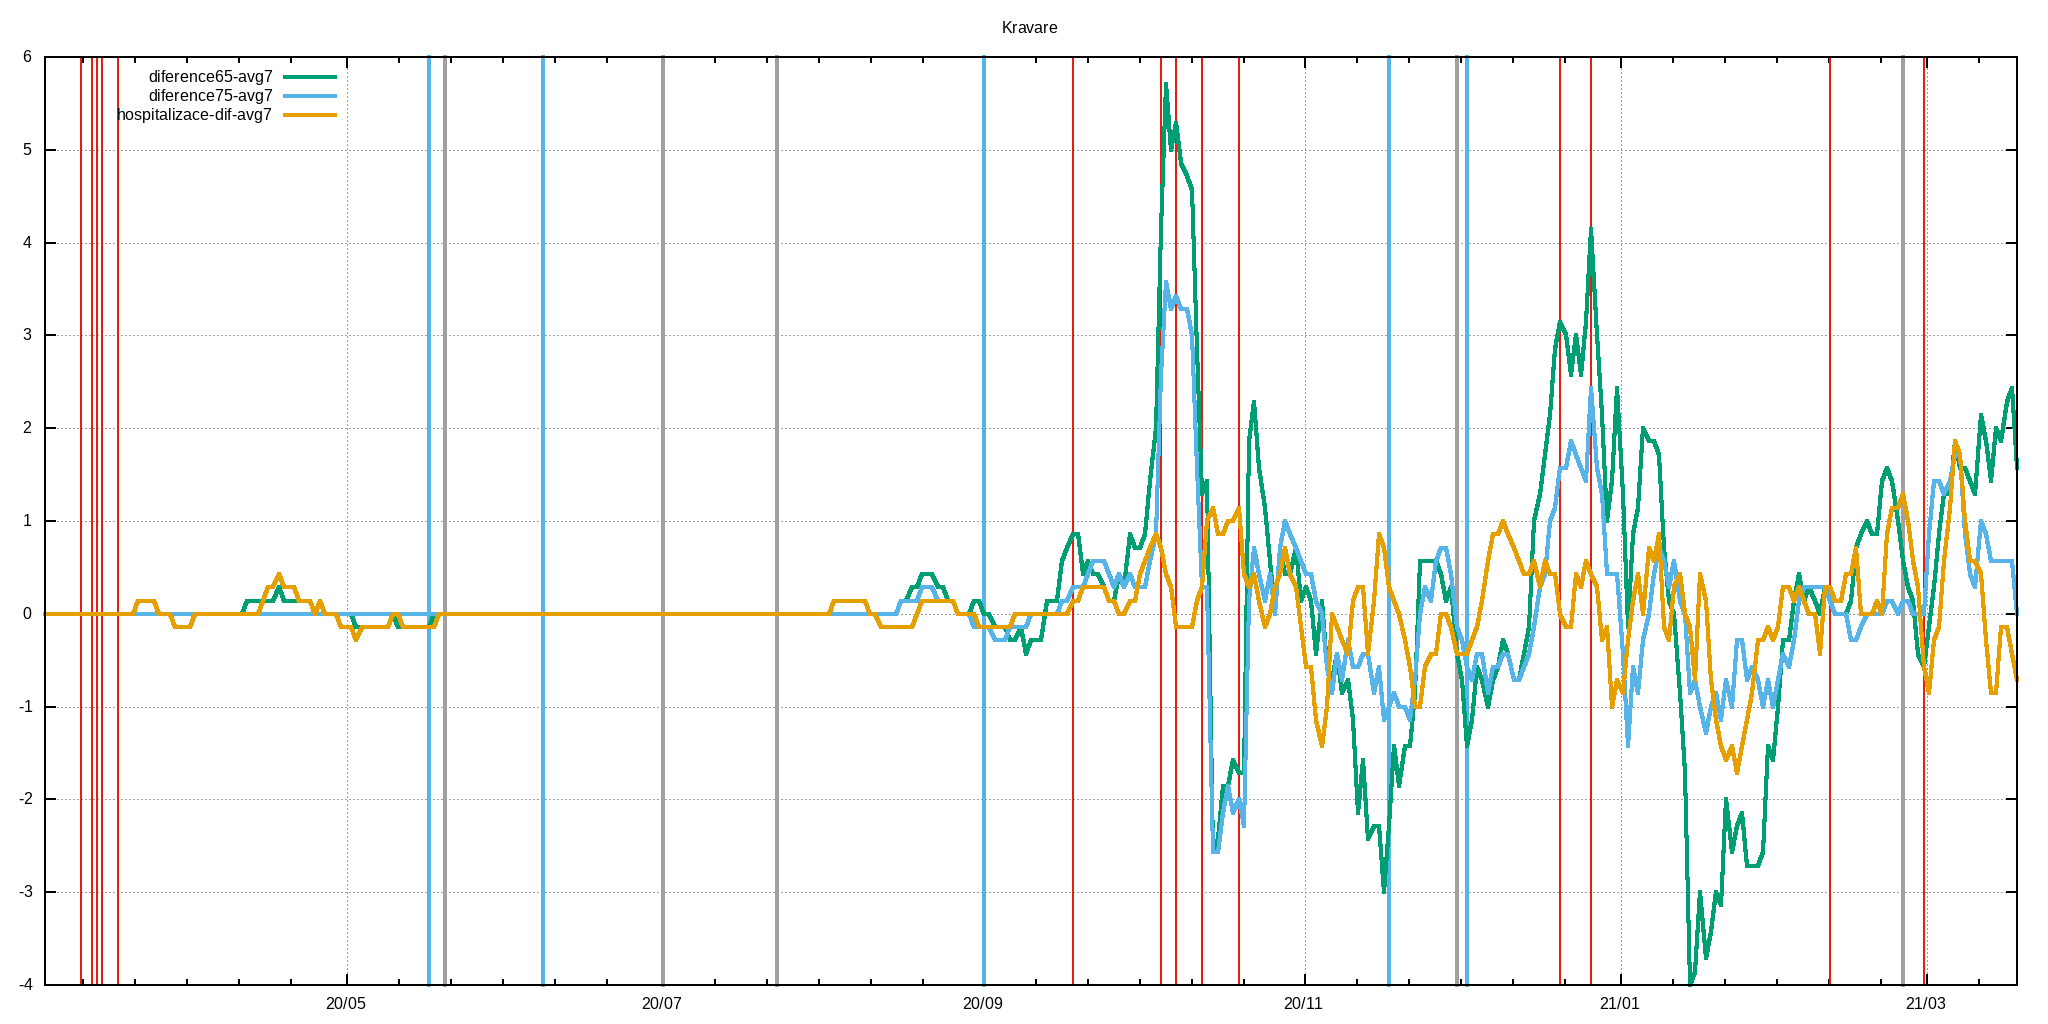 Kravare
diference65-avg7
diference75-avg7
hospitalizace-dif-avg7
6
5
4
3
2
1
0
-1
-2
-3
-4
20/05 20/07 20/09 20/11 21/01 21/03